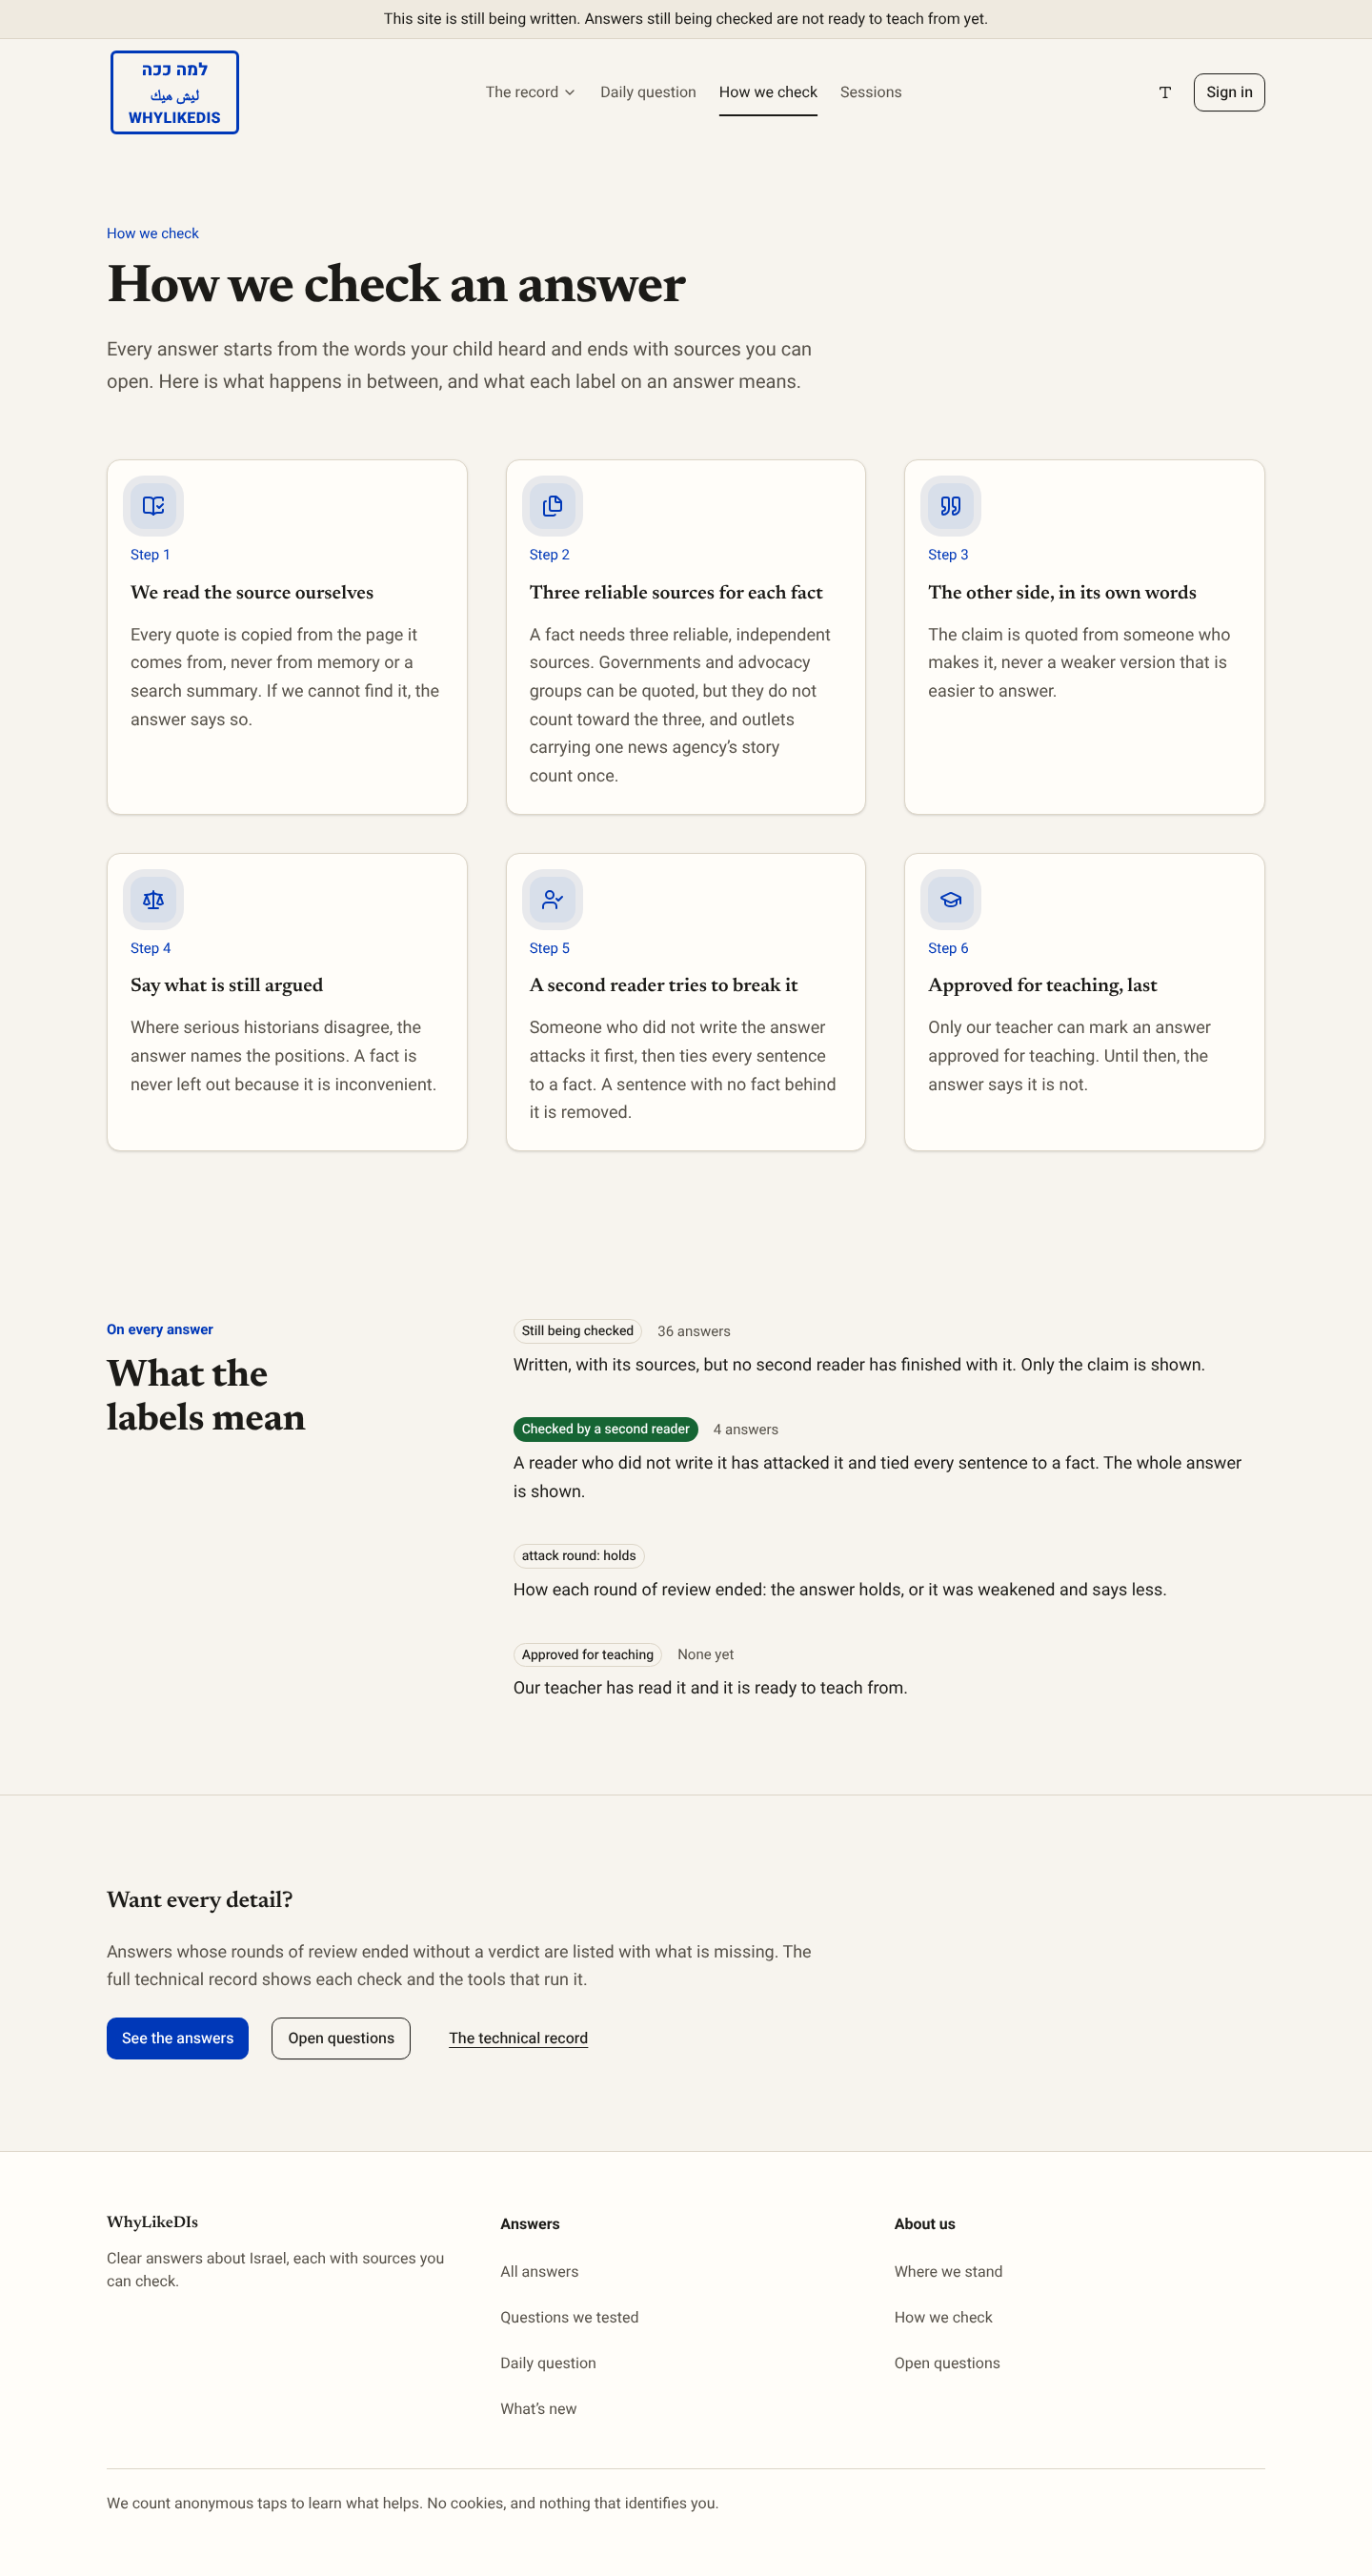 This site is still being written. Answers still being checked are not ready to teach from yet.
למה ככה
ليش هيك
WHYLIKEDIS
The record
Daily question
How we check
Sessions
T
Sign in
How we check
How we check an answer
Every answer starts from the words your child heard and ends with sources you can
open. Here is what happens in between, and what each label on an answer means.
Step 1
We read the source ourselves
Every quote is copied from the page it
comes from, never from memory or a
search summary. If we cannot find it, the
answer says so.
Step 2
Three reliable sources for each fact
A fact needs three reliable, independent
sources. Governments and advocacy
groups can be quoted, but they do not
count toward the three, and outlets
carrying one news agency’s story
count once.
Step 3
The other side, in its own words
The claim is quoted from someone who
makes it, never a weaker version that is
easier to answer.
Step 4
Say what is still argued
Where serious historians disagree, the
answer names the positions. A fact is
never left out because it is inconvenient.
Step 5
A second reader tries to break it
Someone who did not write the answer
attacks it first, then ties every sentence
to a fact. A sentence with no fact behind
it is removed.
Step 6
Approved for teaching, last
Only our teacher can mark an answer
approved for teaching. Until then, the
answer says it is not.
On every answer
What the
labels mean
Still being checked
36 answers
Written, with its sources, but no second reader has finished with it. Only the claim is shown.
Checked by a second reader
4 answers
A reader who did not write it has attacked it and tied every sentence to a fact. The whole answer
is shown.
attack round: holds
How each round of review ended: the answer holds, or it was weakened and says less.
Approved for teaching
None yet
Our teacher has read it and it is ready to teach from.
Want every detail?
Answers whose rounds of review ended without a verdict are listed with what is missing. The
full technical record shows each check and the tools that run it.
See the answers
Open questions
The technical record
WhyLikeDIs
Clear answers about Israel, each with sources you
can check.
Answers
All answers
Questions we tested
Daily question
What’s new
About us
Where we stand
How we check
Open questions
We count anonymous taps to learn what helps. No cookies, and nothing that identifies you.